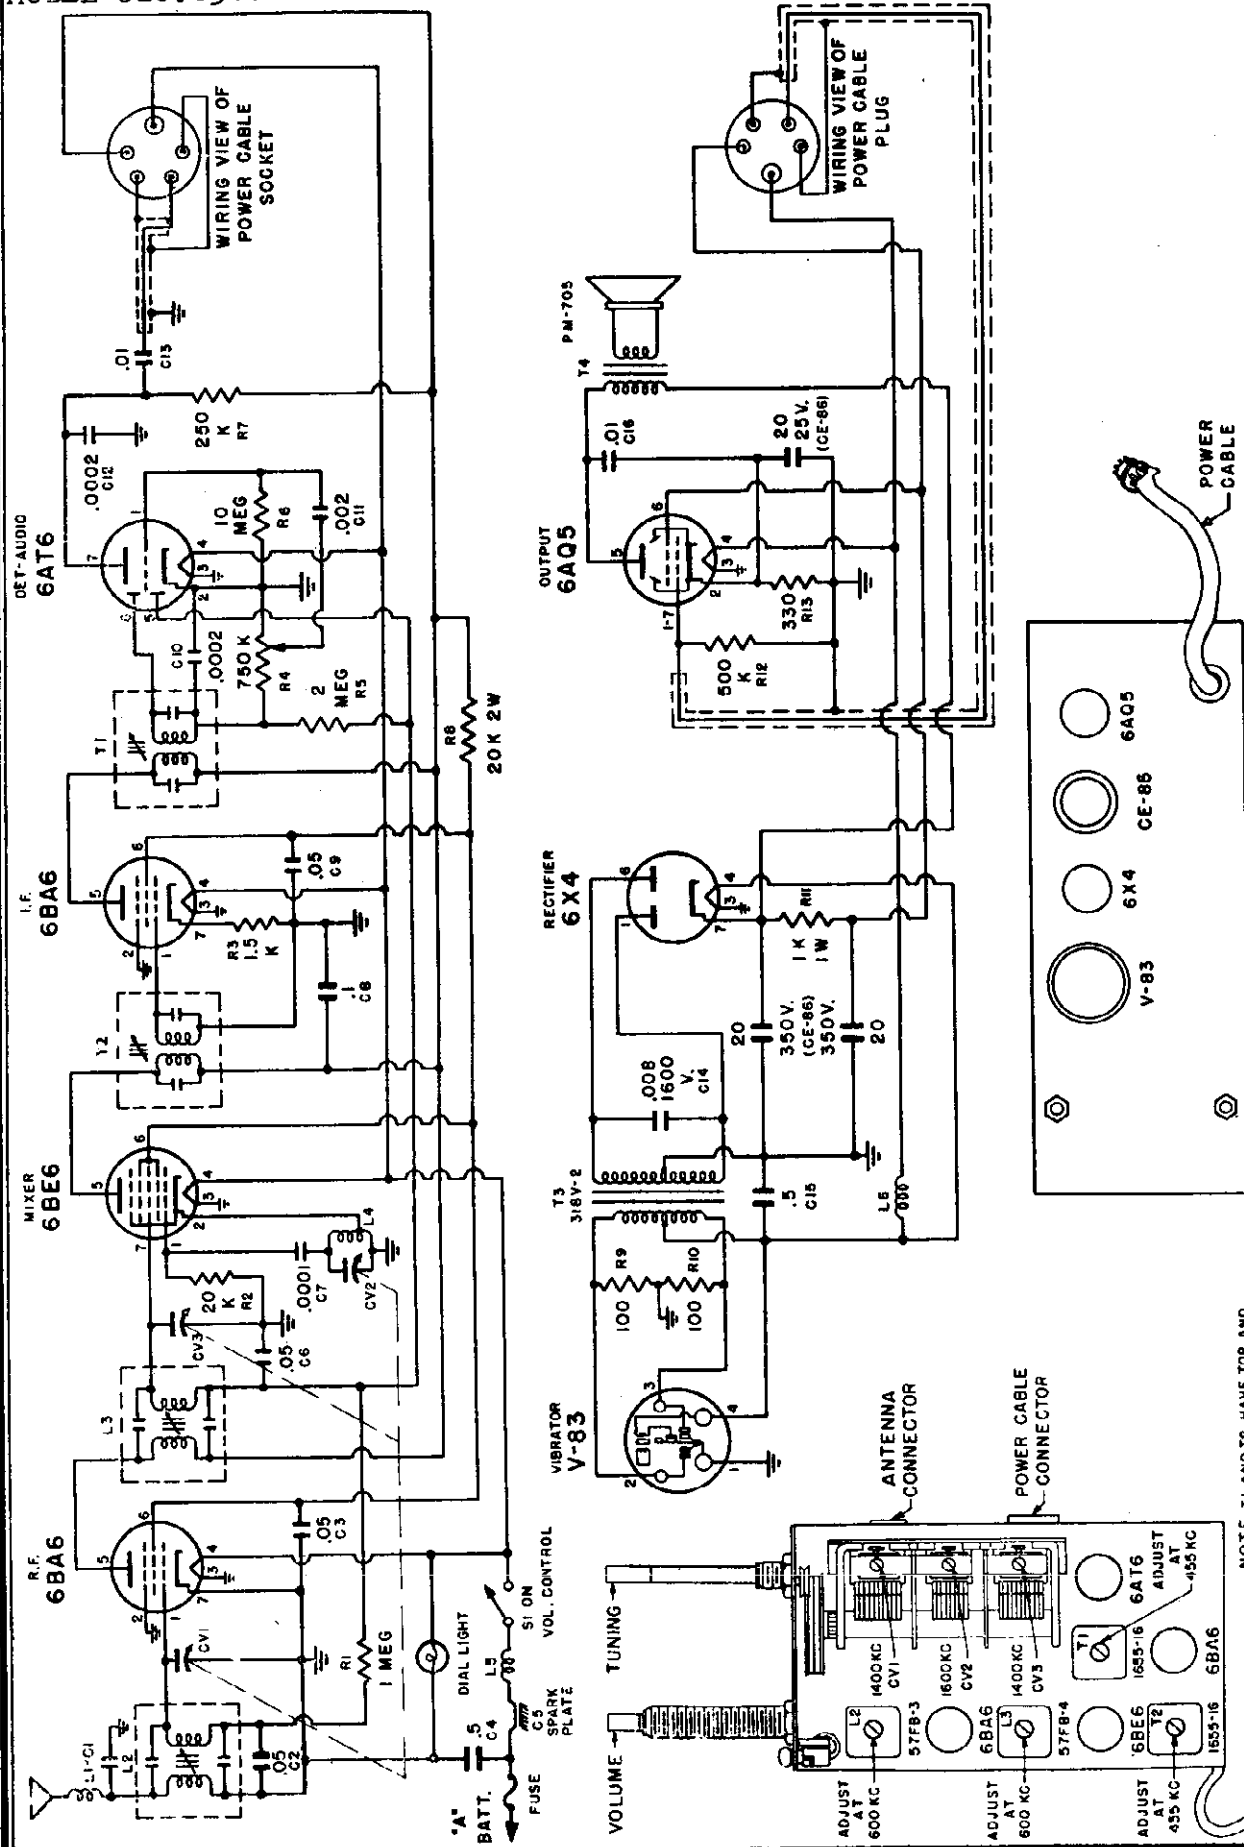 R.F.
6BA6
MIXER
6BE6
I.F.
6BA6
DET-AUDIO
6AT6
WIRING VIEW OF
POWER CABLE
SOCKET
L1-C1
L2
CV1
.05
C2
R1
1 MEG
.05
C3
L3
CV3
.05
C6
20
K
R2
.0001
C7
CV2
L4
Y2
R3
1.5
K
.1
C8
.05
C9
T1
C10
.0002
750 K
R4
2
MEG
R5
10
MEG
R6
.002
C11
.0002
C12
250
K
R7
.01
C13
R8
20K 2W
"A"
BATT.
FUSE
.5
C4
C5
SPARK
PLATE
L5
DIAL LIGHT
S1 ON
VOL. CONTROL
VIBRATOR
V-83
RECTIFIER
6X4
OUTPUT
6AQ5
PM-705
WIRING VIEW OF
POWER CABLE
PLUG
100
R9
100
R10
T3
318V-2
.008
1600
V.
C14
.5
C15
L6
20
350V.
(CE-86)
350V.
20
1K
1W
R11
500
K
R12
330
R13
.01
C16
20
25V.
(CE-86)
T4
VOLUME
TUNING
ANTENNA
CONNECTOR
POWER CABLE
CONNECTOR
ADJUST
AT
600 KC
L2
57FB-3
1400KC
CV1
6BA6
1600KC
CV2
ADJUST
AT
600 KC
L3
57FB-4
1400KC
CV3
6BE6
ADJUST
AT
455 KC
T2
1655-16
T1
1655-16
6AT6
ADJUST
AT
455 KC
6BA6
V-83
6X4
CE-86
6AQ5
POWER
CABLE